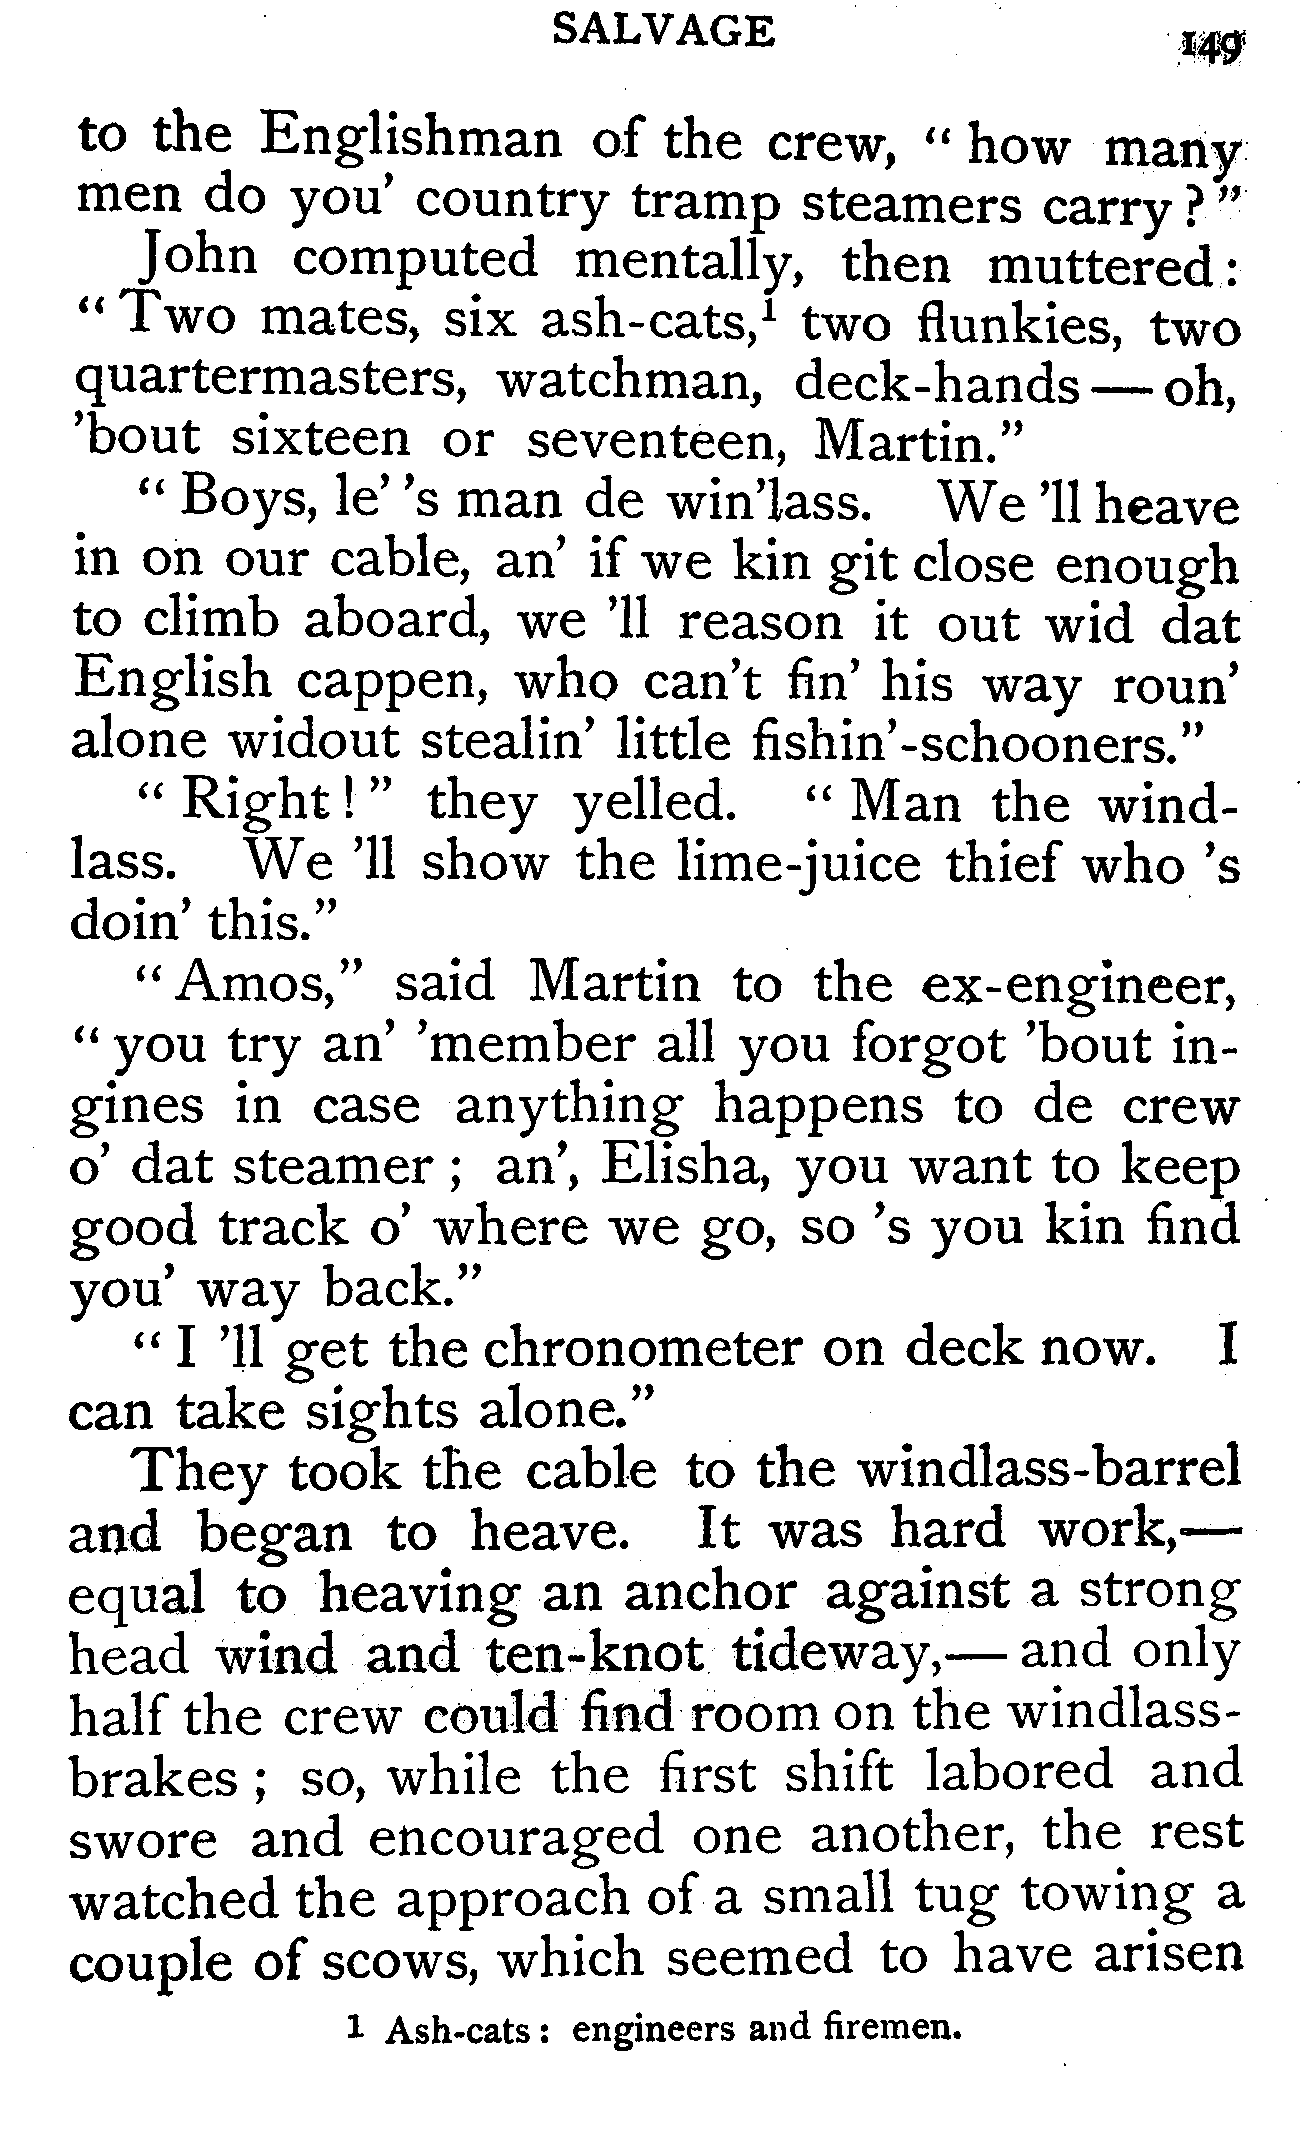 SALVAGE
149
to the Englishman of the crew, “ how many
men do you’ country tramp steamers carry ? ”
John computed mentally, then muttered :
“ Two mates, six ash-cats,¹ two flunkies, two
quartermasters, watchman, deck-hands — oh,
’bout sixteen or seventeen, Martin.”
“ Boys, le’ ’s man de win’lass. We ’ll heave
in on our cable, an’ if we kin git close enough
to climb aboard, we ’ll reason it out wid dat
English cappen, who can’t fin’ his way roun’
alone widout stealin’ little fishin’-schooners.”
“ Right ! ” they yelled. “ Man the wind-
lass. We ’ll show the lime-juice thief who ’s
doin’ this.”
“ Amos,” said Martin to the ex-engineer,
“ you try an’ ’member all you forgot ’bout in-
gines in case anything happens to de crew
o’ dat steamer ; an’, Elisha, you want to keep
good track o’ where we go, so ’s you kin find
you’ way back.”
“ I ’ll get the chronometer on deck now. I
can take sights alone.”
They took the cable to the windlass-barrel
and began to heave. It was hard work,—
equal to heaving an anchor against a strong
head wind and ten-knot tideway,— and only
half the crew could find room on the windlass-
brakes ; so, while the first shift labored and
swore and encouraged one another, the rest
watched the approach of a small tug towing a
couple of scows, which seemed to have arisen
1 Ash-cats : engineers and firemen.